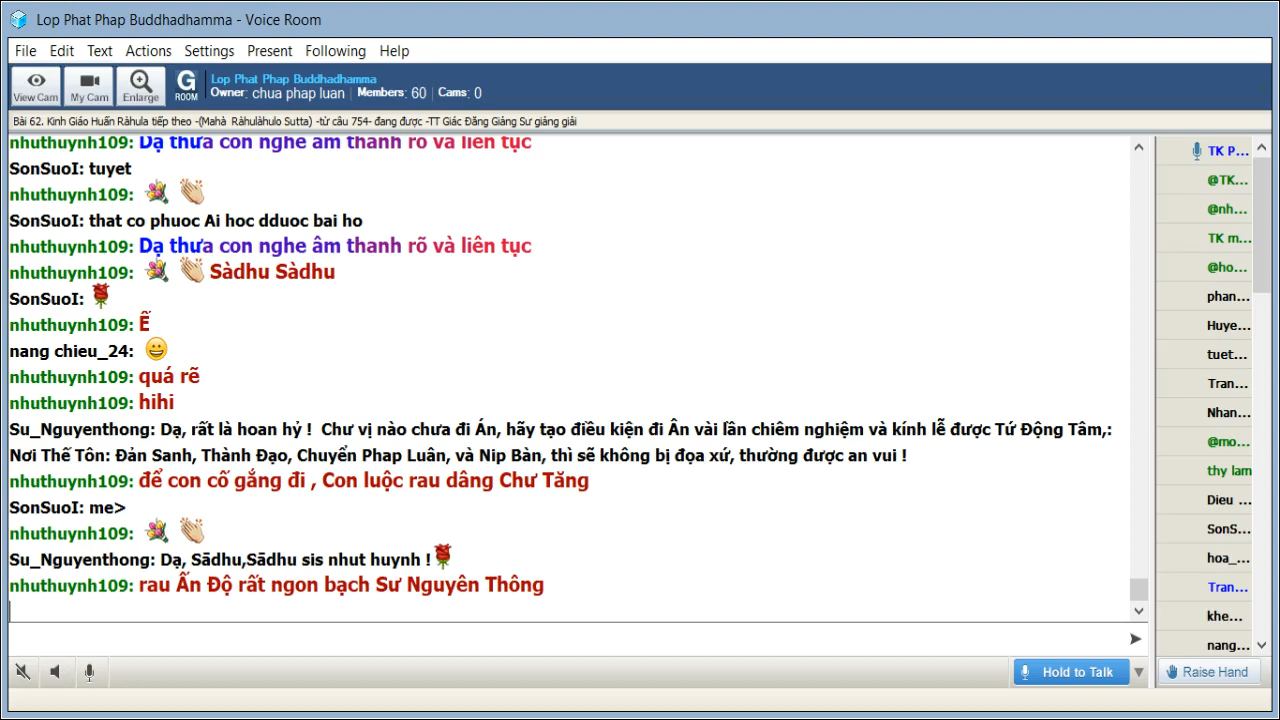 Lop Phat Phap Buddhadhamma - Voice Room
File Edit Text Actions Settings Present Following Help
View Cam My Cam Enlarge G ROOM
Lop Phat Phap Buddhadhamma
Owner: chua phap luan Members: 60 Cams: 0
Bài 62. Kinh Giáo Huấn Ràhula tiếp theo -(Mahà Ràhulàhulo Sutta) -từ câu 754- đang được -TT Giác Đăng Giảng Sư giảng giải
nhuthuynh109: Dạ thưa con nghe âm thanh rõ và liên tục
SonSuoI: tuyet
nhuthuynh109:
SonSuoI: that co phuoc Ai hoc dduoc bai ho
nhuthuynh109: Dạ thưa con nghe âm thanh rõ và liên tục
nhuthuynh109: Sàdhu Sàdhu
SonSuoI:
nhuthuynh109: Ế
nang chieu_24:
nhuthuynh109: quá rẽ
nhuthuynh109: hihi
Su_Nguyenthong: Dạ, rất là hoan hỷ ! Chư vị nào chưa đi Án, hãy tạo điều kiện đi Ân vài lần chiêm nghiệm và kính lễ được Tứ Động Tâm,:
Nơi Thế Tôn: Đản Sanh, Thành Đạo, Chuyển Phap Luân, và Nip Bàn, thì sẽ không bị đọa xứ, thường được an vui !
nhuthuynh109: để con cố gắng đi , Con luộc rau dâng Chư Tăng
SonSuoI: me>
nhuthuynh109:
Su_Nguyenthong: Dạ, Sādhu,Sādhu sis nhut huynh !
nhuthuynh109: rau Ấn Độ rất ngon bạch Sư Nguyên Thông
TK P...
@TK...
@nh...
TK m...
@ho...
phan...
Huye...
tuet...
Tran...
Nhan...
@mo...
thy lam
Dieu ...
SonS...
hoa_...
Tran...
khe...
nang...
Hold to Talk
Raise Hand